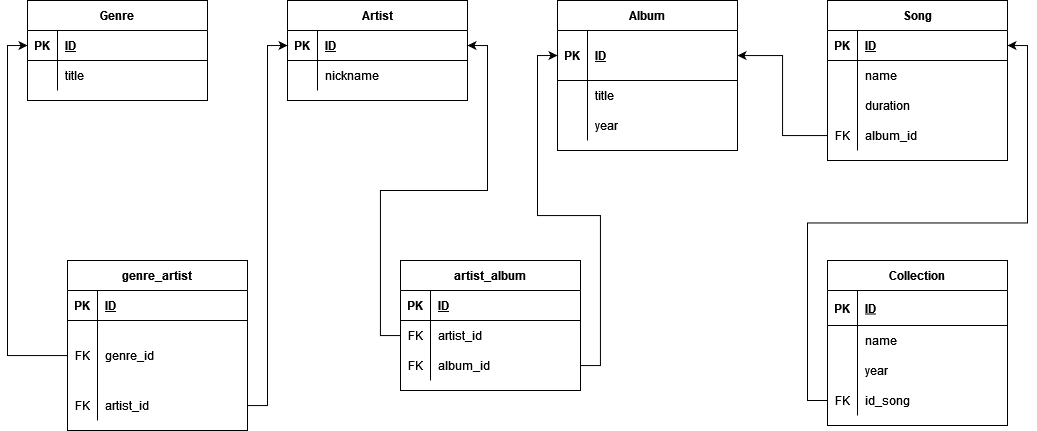 Genre
PK ID
title
Artist
PK ID
nickname
Album
PK ID
title
year
Song
PK ID
name
duration
FK album_id
genre_artist
PK ID
FK genre_id
FK artist_id
artist_album
PK ID
FK artist_id
FK album_id
Collection
PK ID
name
year
FK id_song